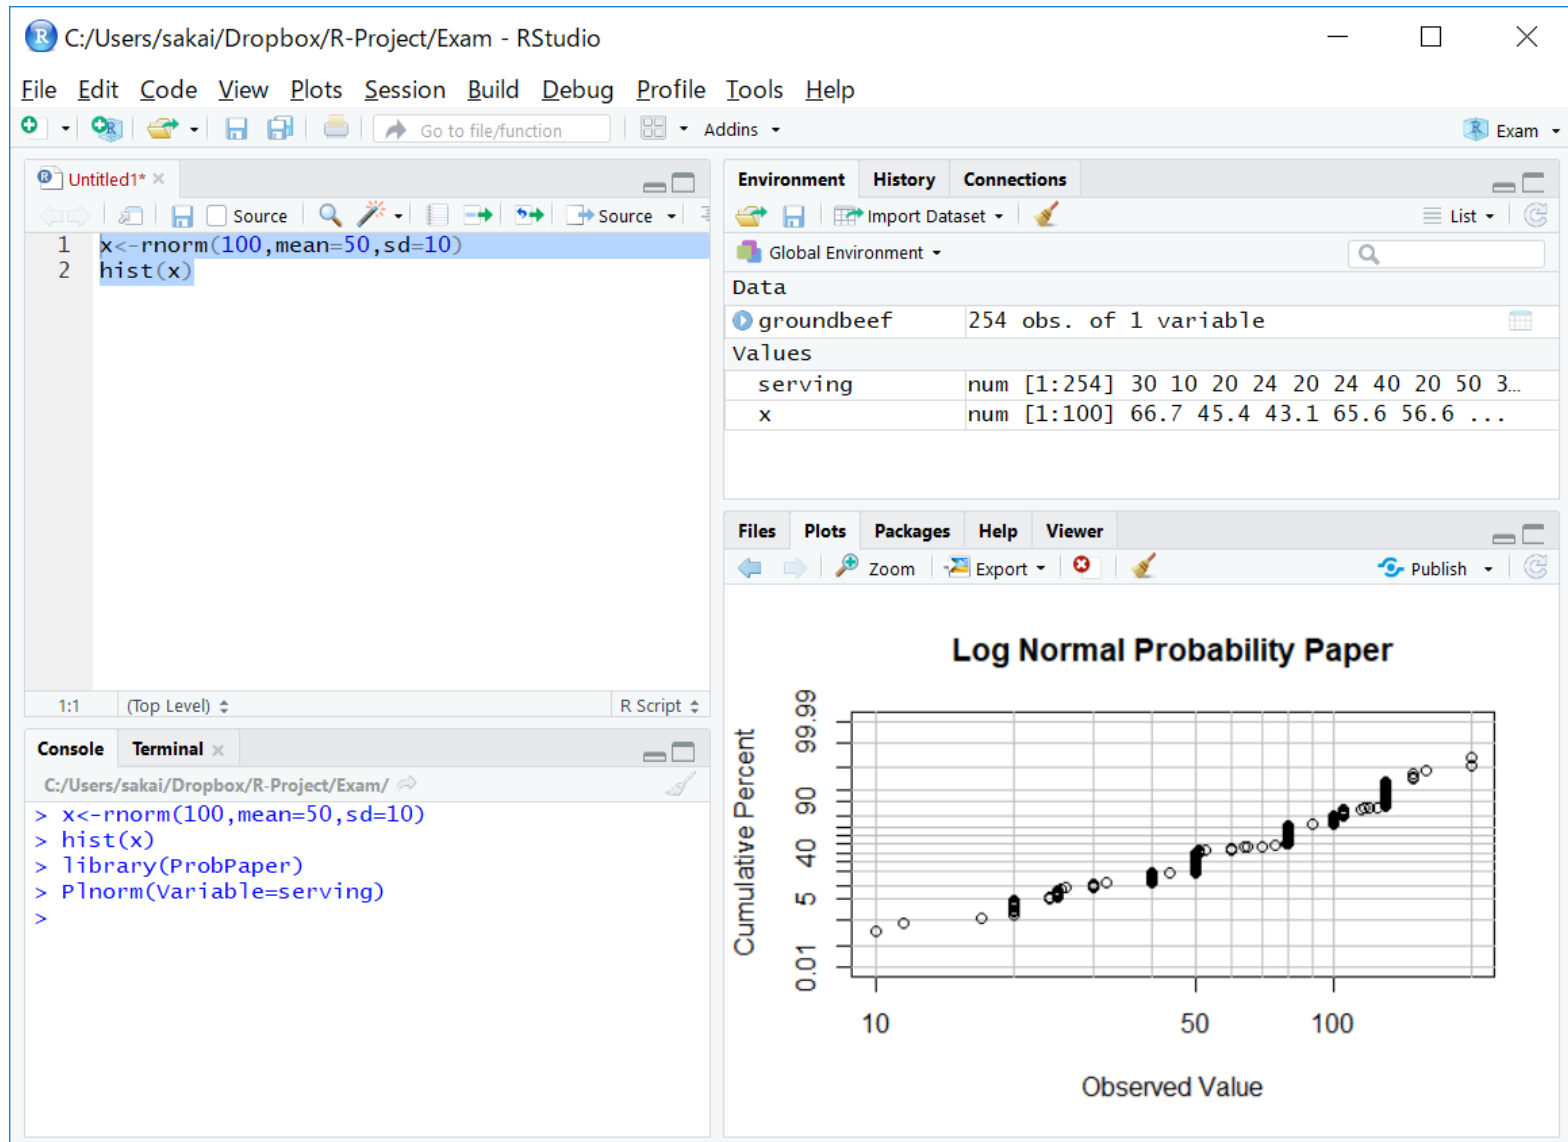 C:/Users/sakai/Dropbox/R-Project/Exam - RStudio
File Edit Code View Plots Session Build Debug Profile Tools Help
Go to file/function Addins Exam
Untitled1*
Source Source
1 x<-rnorm(100,mean=50,sd=10)
2 hist(x)
1:1 (Top Level) R Script
Console Terminal
C:/Users/sakai/Dropbox/R-Project/Exam/
> x<-rnorm(100,mean=50,sd=10)
> hist(x)
> library(ProbPaper)
> Plnorm(Variable=serving)
>
Environment History Connections
Import Dataset List
Global Environment
Data
groundbeef 254 obs. of 1 variable
Values
serving num [1:254] 30 10 20 24 20 24 40 20 50 3…
x num [1:100] 66.7 45.4 43.1 65.6 56.6 ...
Files Plots Packages Help Viewer
Zoom Export Publish
Log Normal Probability Paper
Cumulative Percent
99.99
90
40
5
0.01
10 50 100
Observed Value